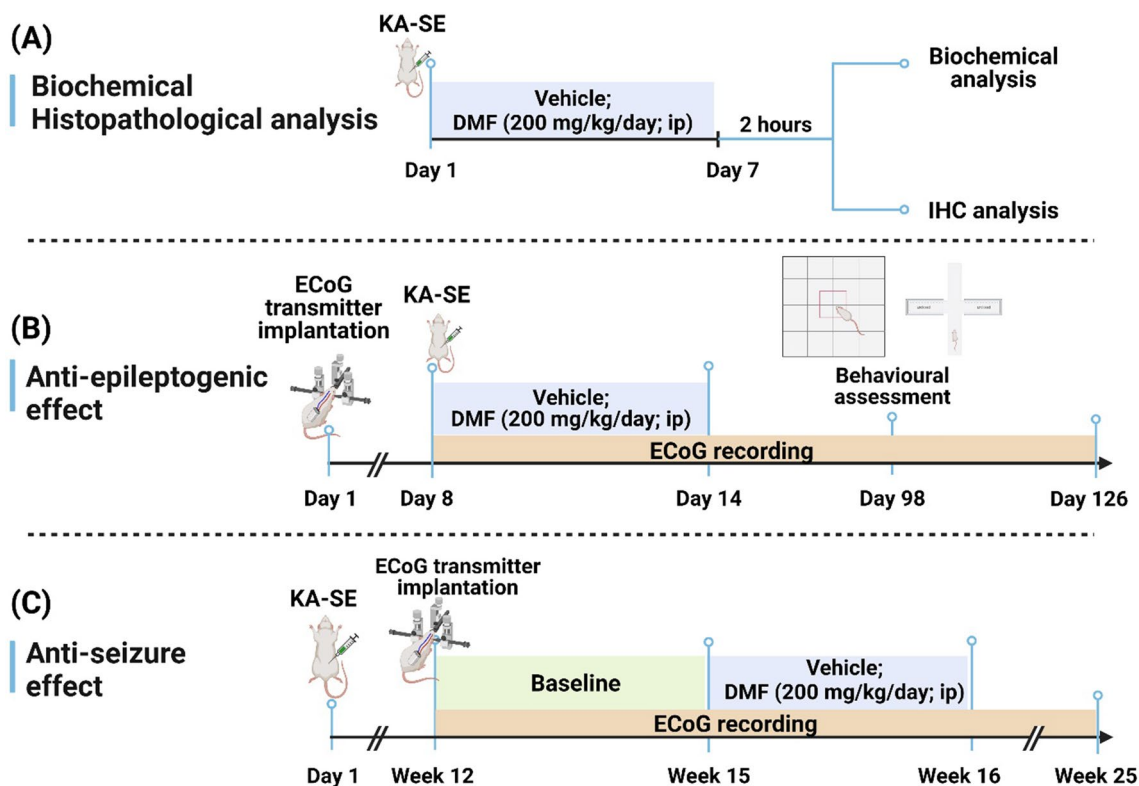 (A)
Biochemical
Histopathological analysis
KA-SE
Vehicle;
DMF (200 mg/kg/day; ip)
Day 1
Day 7
2 hours
Biochemical
analysis
IHC analysis
(B)
Anti-epileptogenic
effect
ECoG
transmitter
implantation
KA-SE
Vehicle;
DMF (200 mg/kg/day; ip)
ECoG recording
Behavioural
assessment
Day 1
Day 8
Day 14
Day 98
Day 126
(C)
Anti-seizure
effect
KA-SE
ECoG transmitter
implantation
Baseline
Vehicle;
DMF (200 mg/kg/day; ip)
ECoG recording
Day 1
Week 12
Week 15
Week 16
Week 25